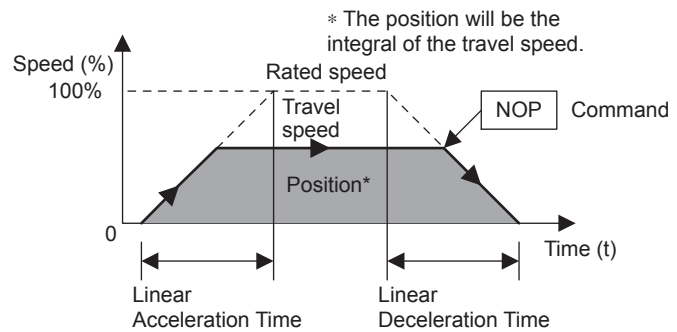 * The position will be the
integral of the travel speed.
Speed (%)
Rated speed
100%
Travel
speed
NOP
Command
Position*
0
Time (t)
Linear
Acceleration Time
Linear
Deceleration Time